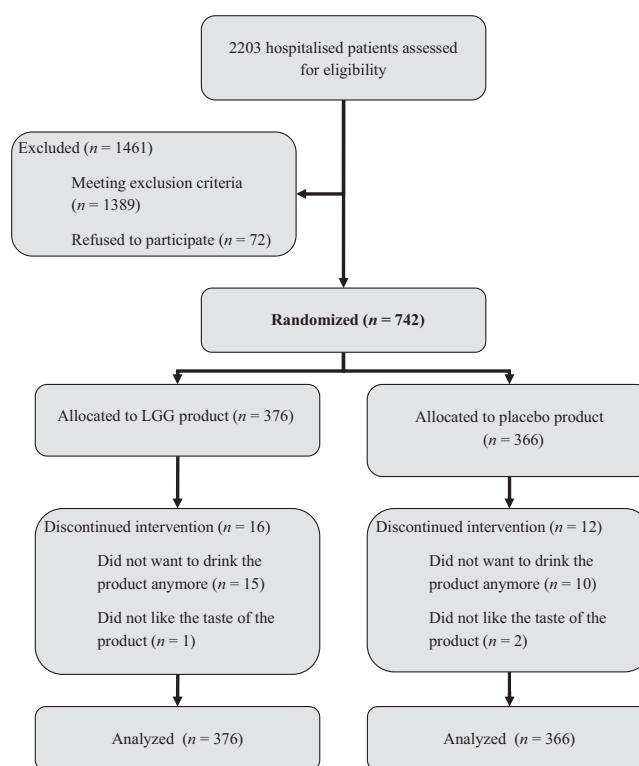 2203 hospitalised patients assessed
for eligibility
Excluded (n = 1461)
Meeting exclusion criteria
(n = 1389)
Refused to participate (n = 72)
Randomized (n = 742)
Allocated to LGG product (n = 376)
Allocated to placebo product
(n = 366)
Discontinued intervention (n = 16)
Did not want to drink the
product anymore (n = 15)
Did not like the taste of the
product (n = 1)
Discontinued intervention (n = 12)
Did not want to drink the
product anymore (n = 10)
Did not like the taste of the
product (n = 2)
Analyzed (n = 376)
Analyzed (n = 366)